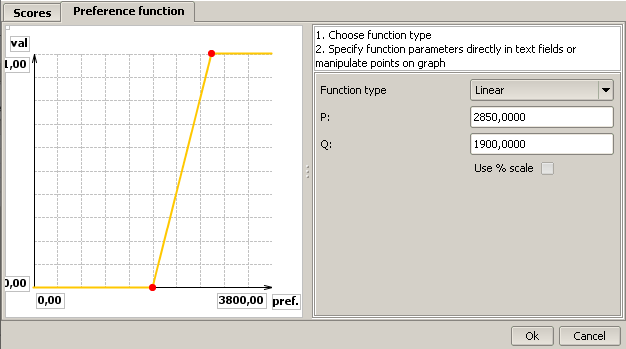 Scores
Preference function
val
1,00
0,00
0,00
3800,00
pref.
1. Choose function type
2. Specify function parameters directly in text fields or
manipulate points on graph
Function type
Linear
P:
2850,0000
Q:
1900,0000
Use % scale
Ok
Cancel